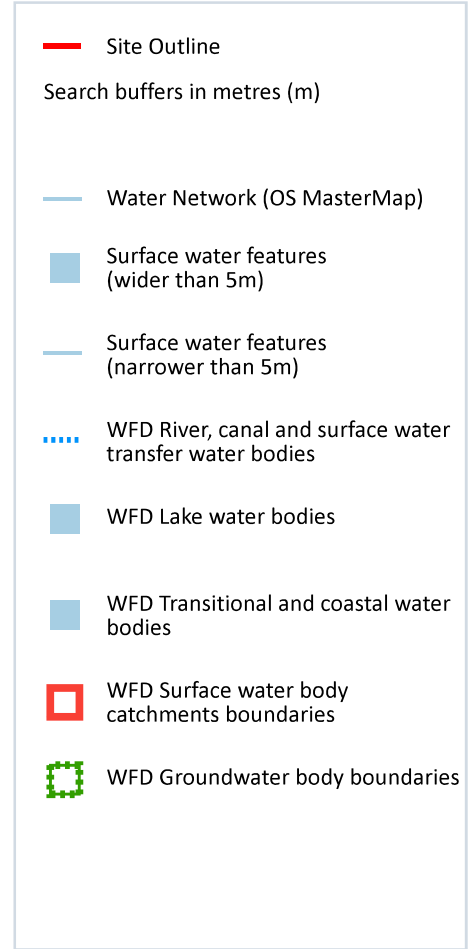 Site Outline
Search buffers in metres (m)
Water Network (OS MasterMap)
Surface water features
(wider than 5m)
Surface water features
(narrower than 5m)
WFD River, canal and surface water
transfer water bodies
WFD Lake water bodies
WFD Transitional and coastal water
bodies
WFD Surface water body
catchments boundaries
WFD Groundwater body boundaries